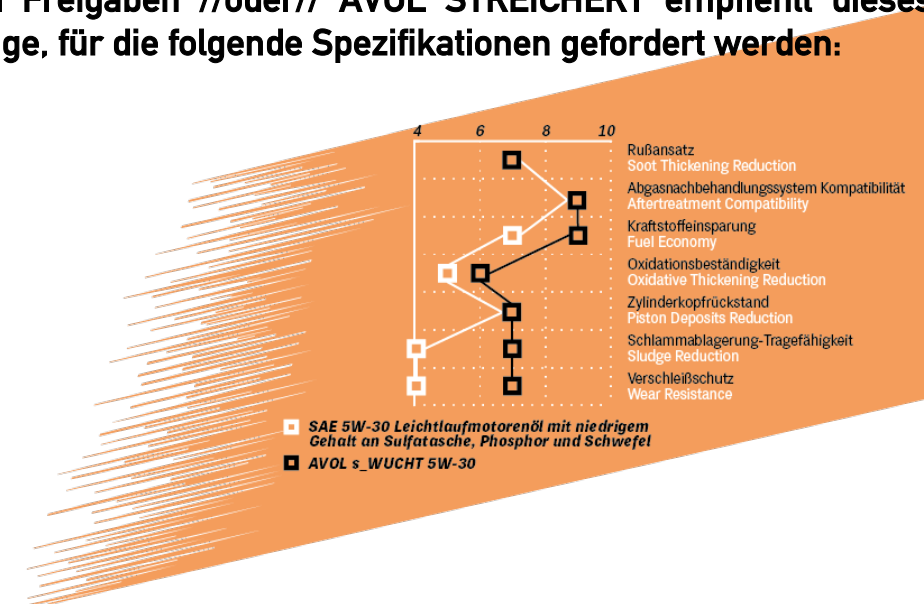 Freigaben //oder// AVOL STREICHERT empfiehlt dieses
ge, für die folgende Spezifikationen gefordert werden:
4 6 8 10
Rußansatz
Soot Thickening Reduction
Abgasnachbehandlungssystem Kompatibilität
Aftertreatment Compatibility
Kraftstoffeinsparung
Fuel Economy
Oxidationsbeständigkeit
Oxidative Thickening Reduction
Zylinderkopfrückstand
Piston Deposits Reduction
Schlammablagerung-Tragefähigkeit
Sludge Reduction
Verschleißschutz
Wear Resistance
SAE 5W-30 Leichtlaufmotorenöl mit niedrigem
Gehalt an Sulfatasche, Phosphor und Schwefel
AVOL s_WUCHT 5W-30